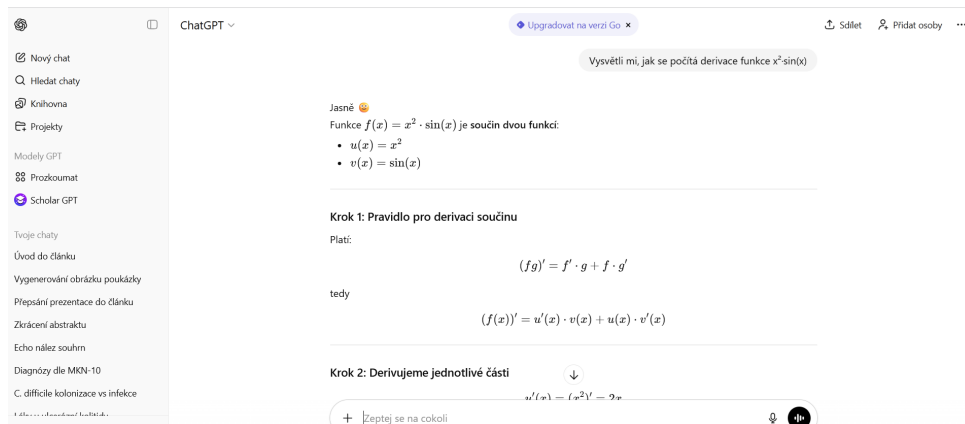 ChatGPT
Upgradovat na verzi Go ×
Sdílet
Přidat osoby
Nový chat
Hledat chaty
Knihovna
Projekty
Modely GPT
Prozkoumat
Scholar GPT
Tvoje chaty
Úvod do článku
Vygenerování obrázku poukázky
Přepsání prezentace do článku
Zkrácení abstraktu
Echo nález souhrn
Diagnózy dle MKN-10
C. difficile kolonizace vs infekce
Vysvětli mi, jak se počítá derivace funkce x²·sin(x)
Jasně 😀
Funkce f(x) = x² · sin(x) je součin dvou funkcí:
• u(x) = x²
• v(x) = sin(x)
Krok 1: Pravidlo pro derivaci součinu
Platí:
(fg)′ = f′ · g + f · g′
tedy
(f(x))′ = u′(x) · v(x) + u(x) · v′(x)
Krok 2: Derivujeme jednotlivé části
u′(x) = (x²)′ = 2x
Zeptej se na cokoli